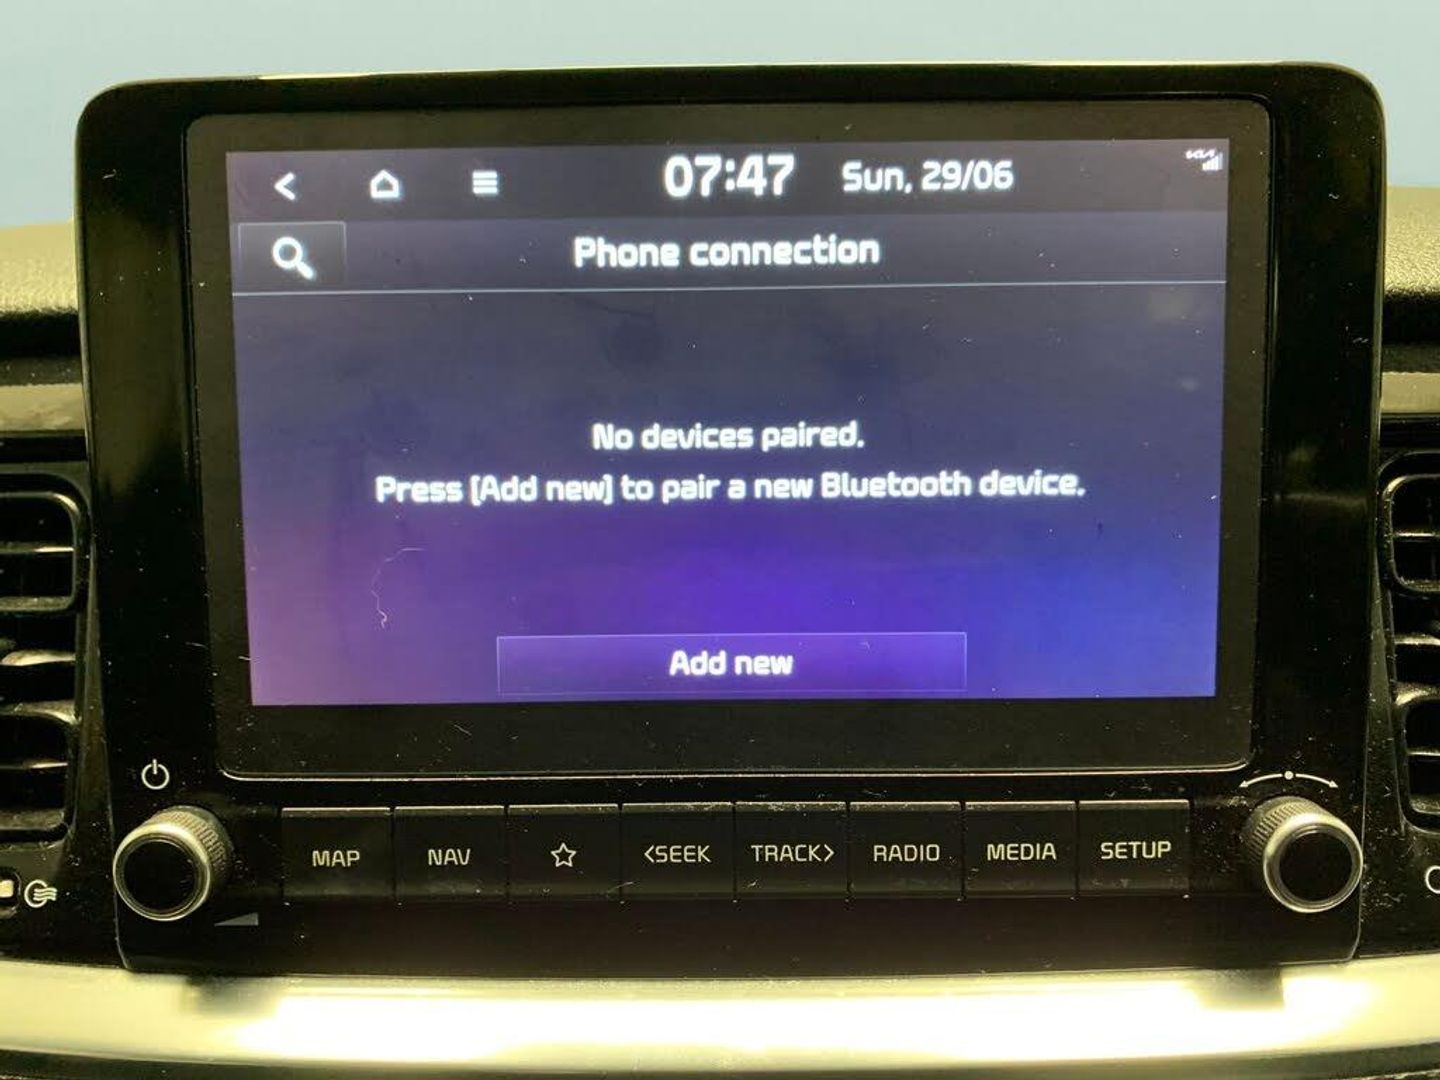 07:47 Sun, 29/06 KIA
Phone connection
No devices paired.
Press [Add new] to pair a new Bluetooth device.
Add new
MAP NAV <SEEK TRACK> RADIO MEDIA SETUP